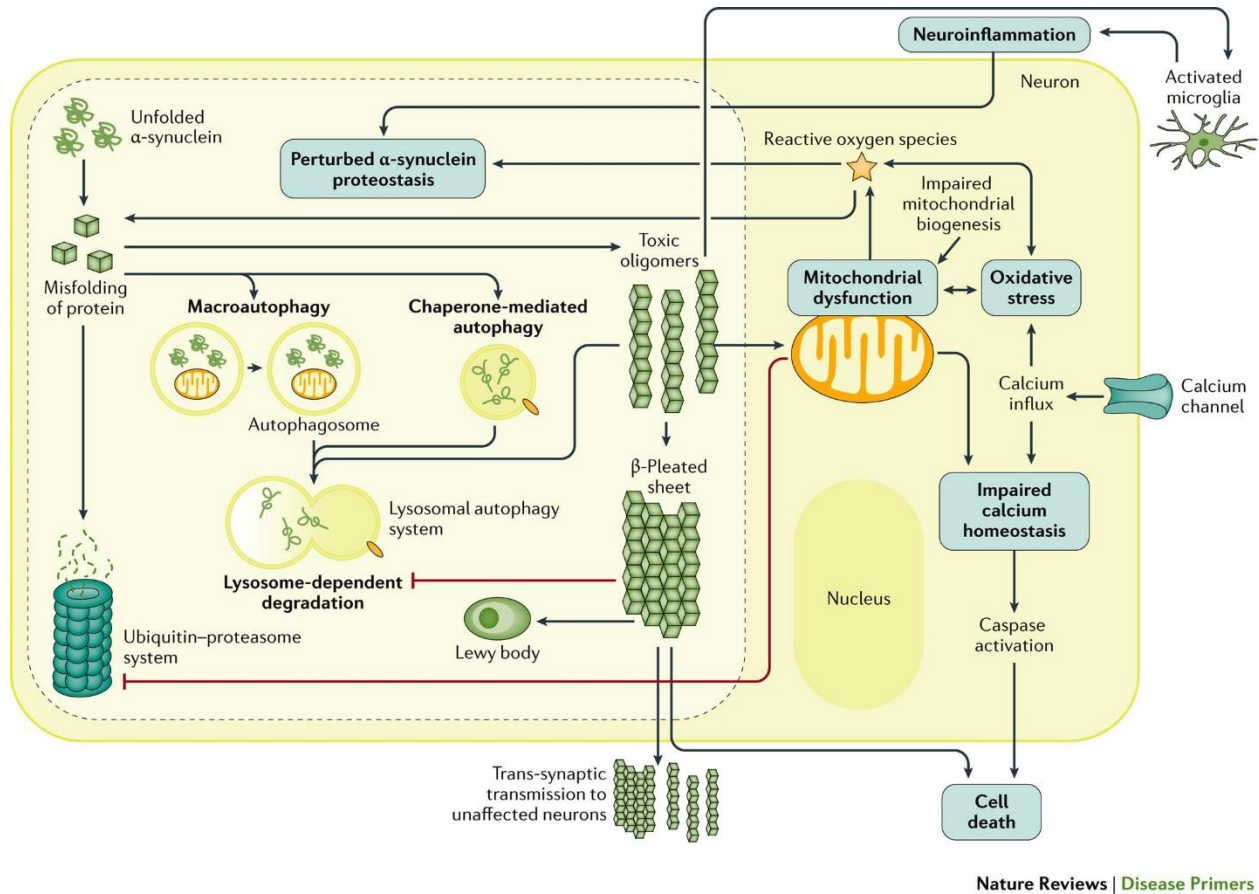 Neuroinflammation
Neuron
Activated
microglia
Unfolded
α-synuclein
Perturbed α-synuclein
proteostasis
Reactive oxygen species
Impaired
mitochondrial
biogenesis
Misfolding
of protein
Toxic
oligomers
Mitochondrial
dysfunction
Oxidative
stress
Macroautophagy
Chaperone-mediated
autophagy
Autophagosome
Calcium
influx
Calcium
channel
β-Pleated
sheet
Lysosomal autophagy
system
Impaired
calcium
homeostasis
Lysosome-dependent
degradation
Nucleus
Ubiquitin–proteasome
system
Lewy body
Caspase
activation
Trans-synaptic
transmission to
unaffected neurons
Cell
death
Nature Reviews | Disease Primers